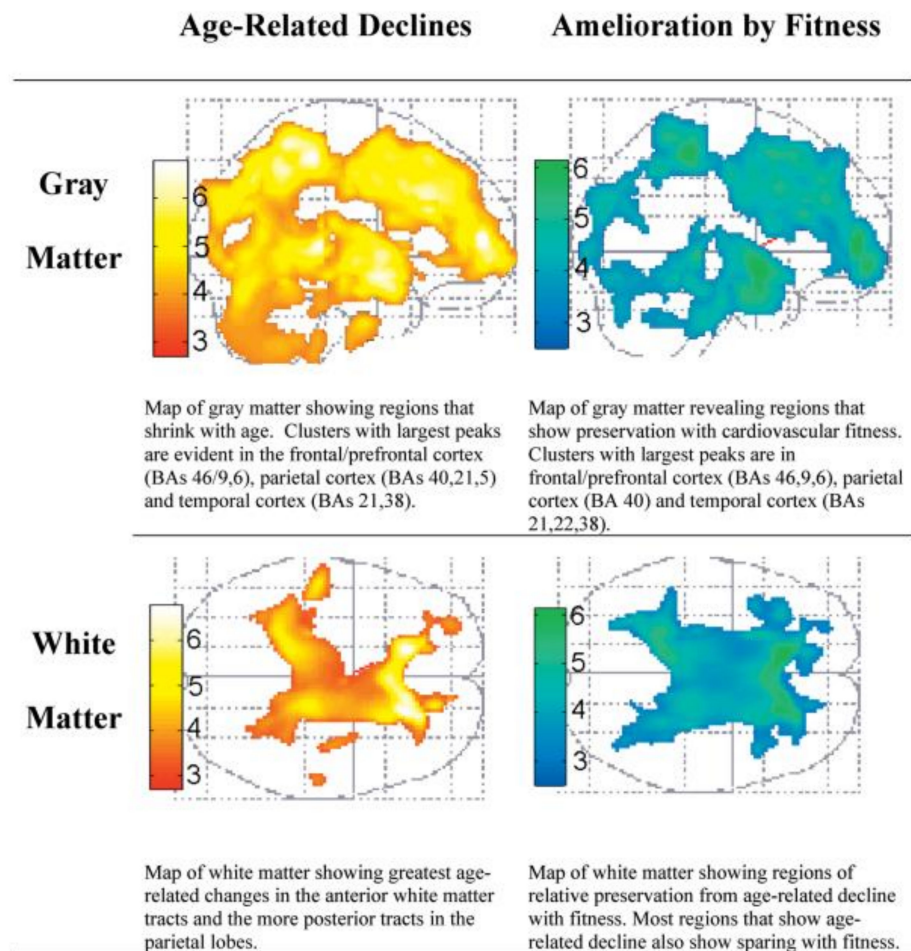 Age-Related Declines
Amelioration by Fitness
Gray
Matter
6
5
4
3
6
5
4
3
Map of gray matter showing regions that
shrink with age. Clusters with largest peaks
are evident in the frontal/prefrontal cortex
(BAs 46/9,6), parietal cortex (BAs 40,21,5)
and temporal cortex (BAs 21,38).
Map of gray matter revealing regions that
show preservation with cardiovascular fitness.
Clusters with largest peaks are in
frontal/prefrontal cortex (BAs 46,9,6), parietal
cortex (BA 40) and temporal cortex (BAs
21,22,38).
White
Matter
6
5
4
3
6
5
4
3
Map of white matter showing greatest age-
related changes in the anterior white matter
tracts and the more posterior tracts in the
parietal lobes.
Map of white matter showing regions of
relative preservation from age-related decline
with fitness. Most regions that show age-
related decline also show sparing with fitness.